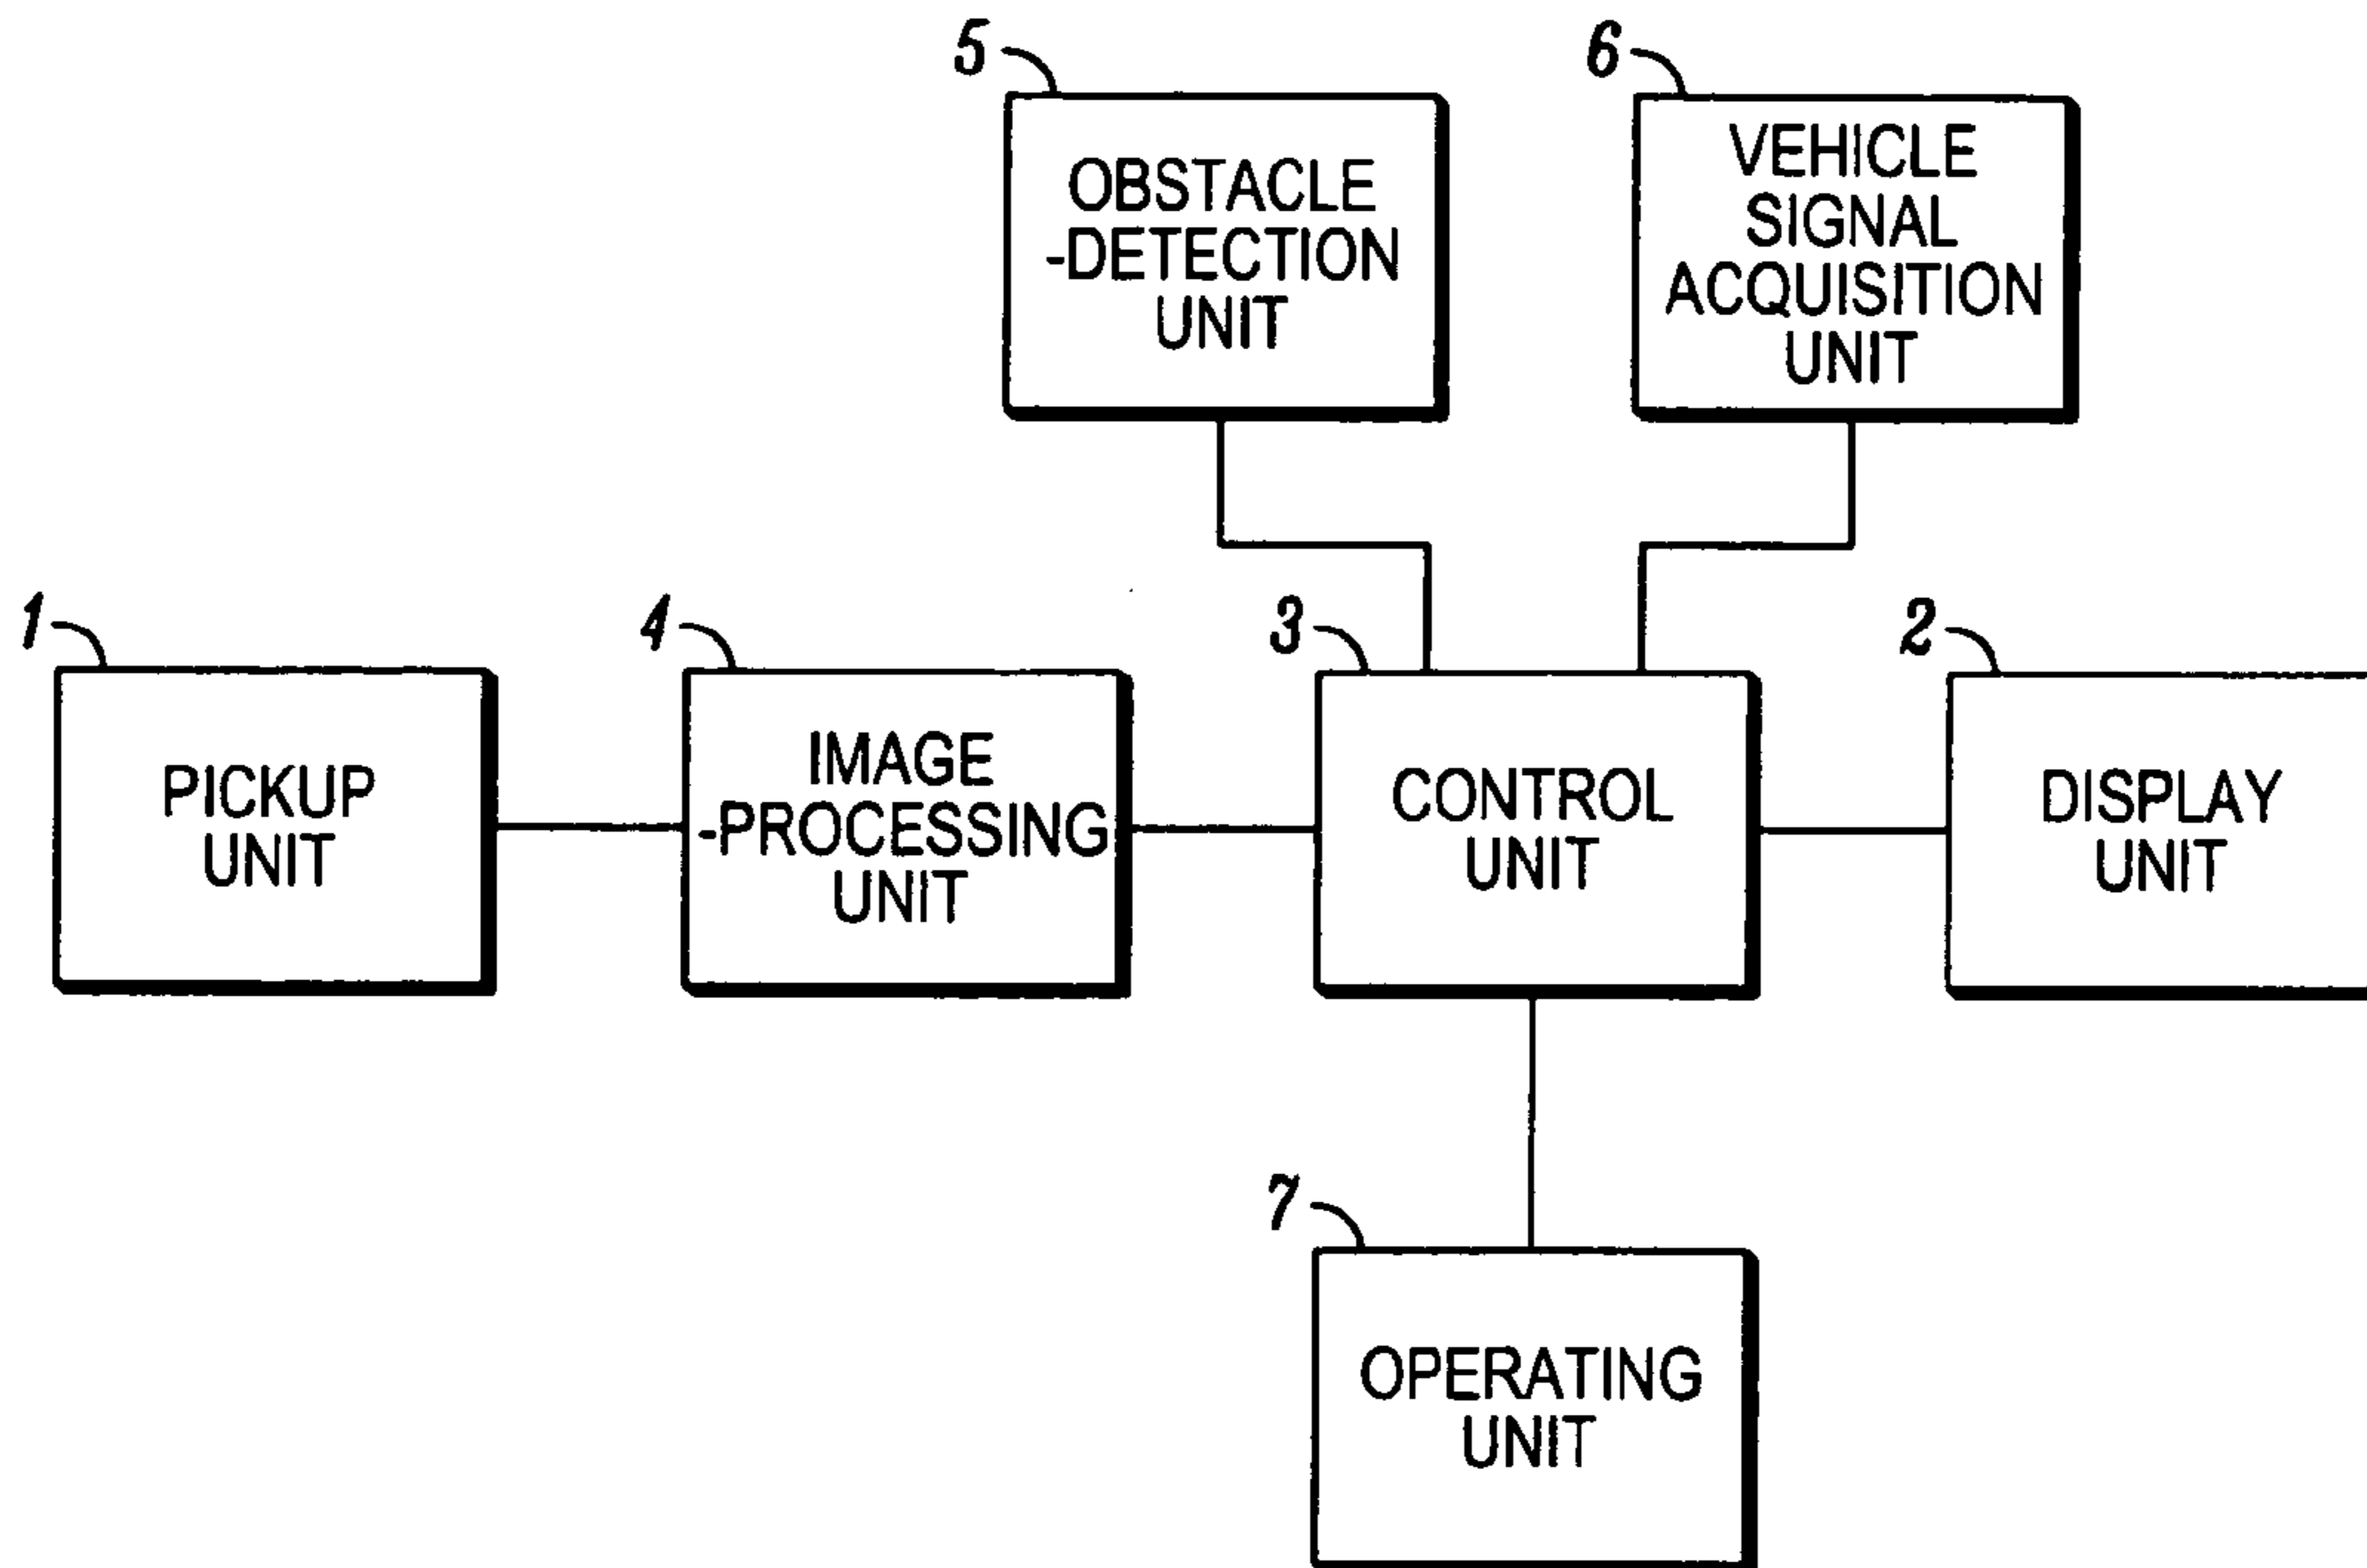 5
6
OBSTACLE
-DETECTION
UNIT
VEHICLE
SIGNAL
ACQUISITION
UNIT
1
4
3
2
PICKUP
UNIT
IMAGE
-PROCESSING
UNIT
CONTROL
UNIT
DISPLAY
UNIT
7
OPERATING
UNIT